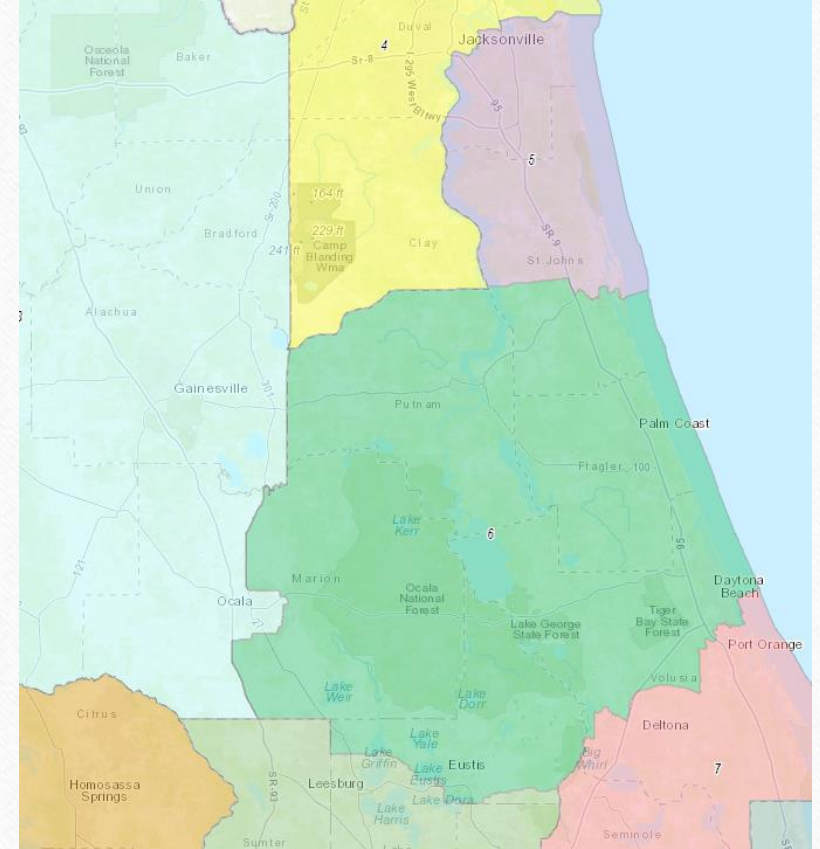 St
Duval
4
Jacksonville
Osceola
National
Forest
Baker
Sr-8
295 West Bltwy
95
93
5
Union
164 ft
Sr-200
229 ft
Bradford
241 ft
Camp
Blanding
Wma
Clay
SR-9
St.Johns
3
Alachua
Gainesville
301
Putnam
Palm Coast
Flagler
100
Lake
Kerr
6
95
121
Marion
Ocala
Ocala
National
Forest
Daytona
Beach
Lake George
State Forest
Tiger
Bay State
Forest
Port Orange
Volusia
Lake
Weir
Lake
Dorr
Citrus
Deltona
Lake
Yale
Lake
Griffin
Lake
Eustis
Eustis
Big
Whirl
7
Homosassa
Springs
SR-93
Leesburg
Lake Dora
Lake
Harris
Sumter
Lake
Seminole